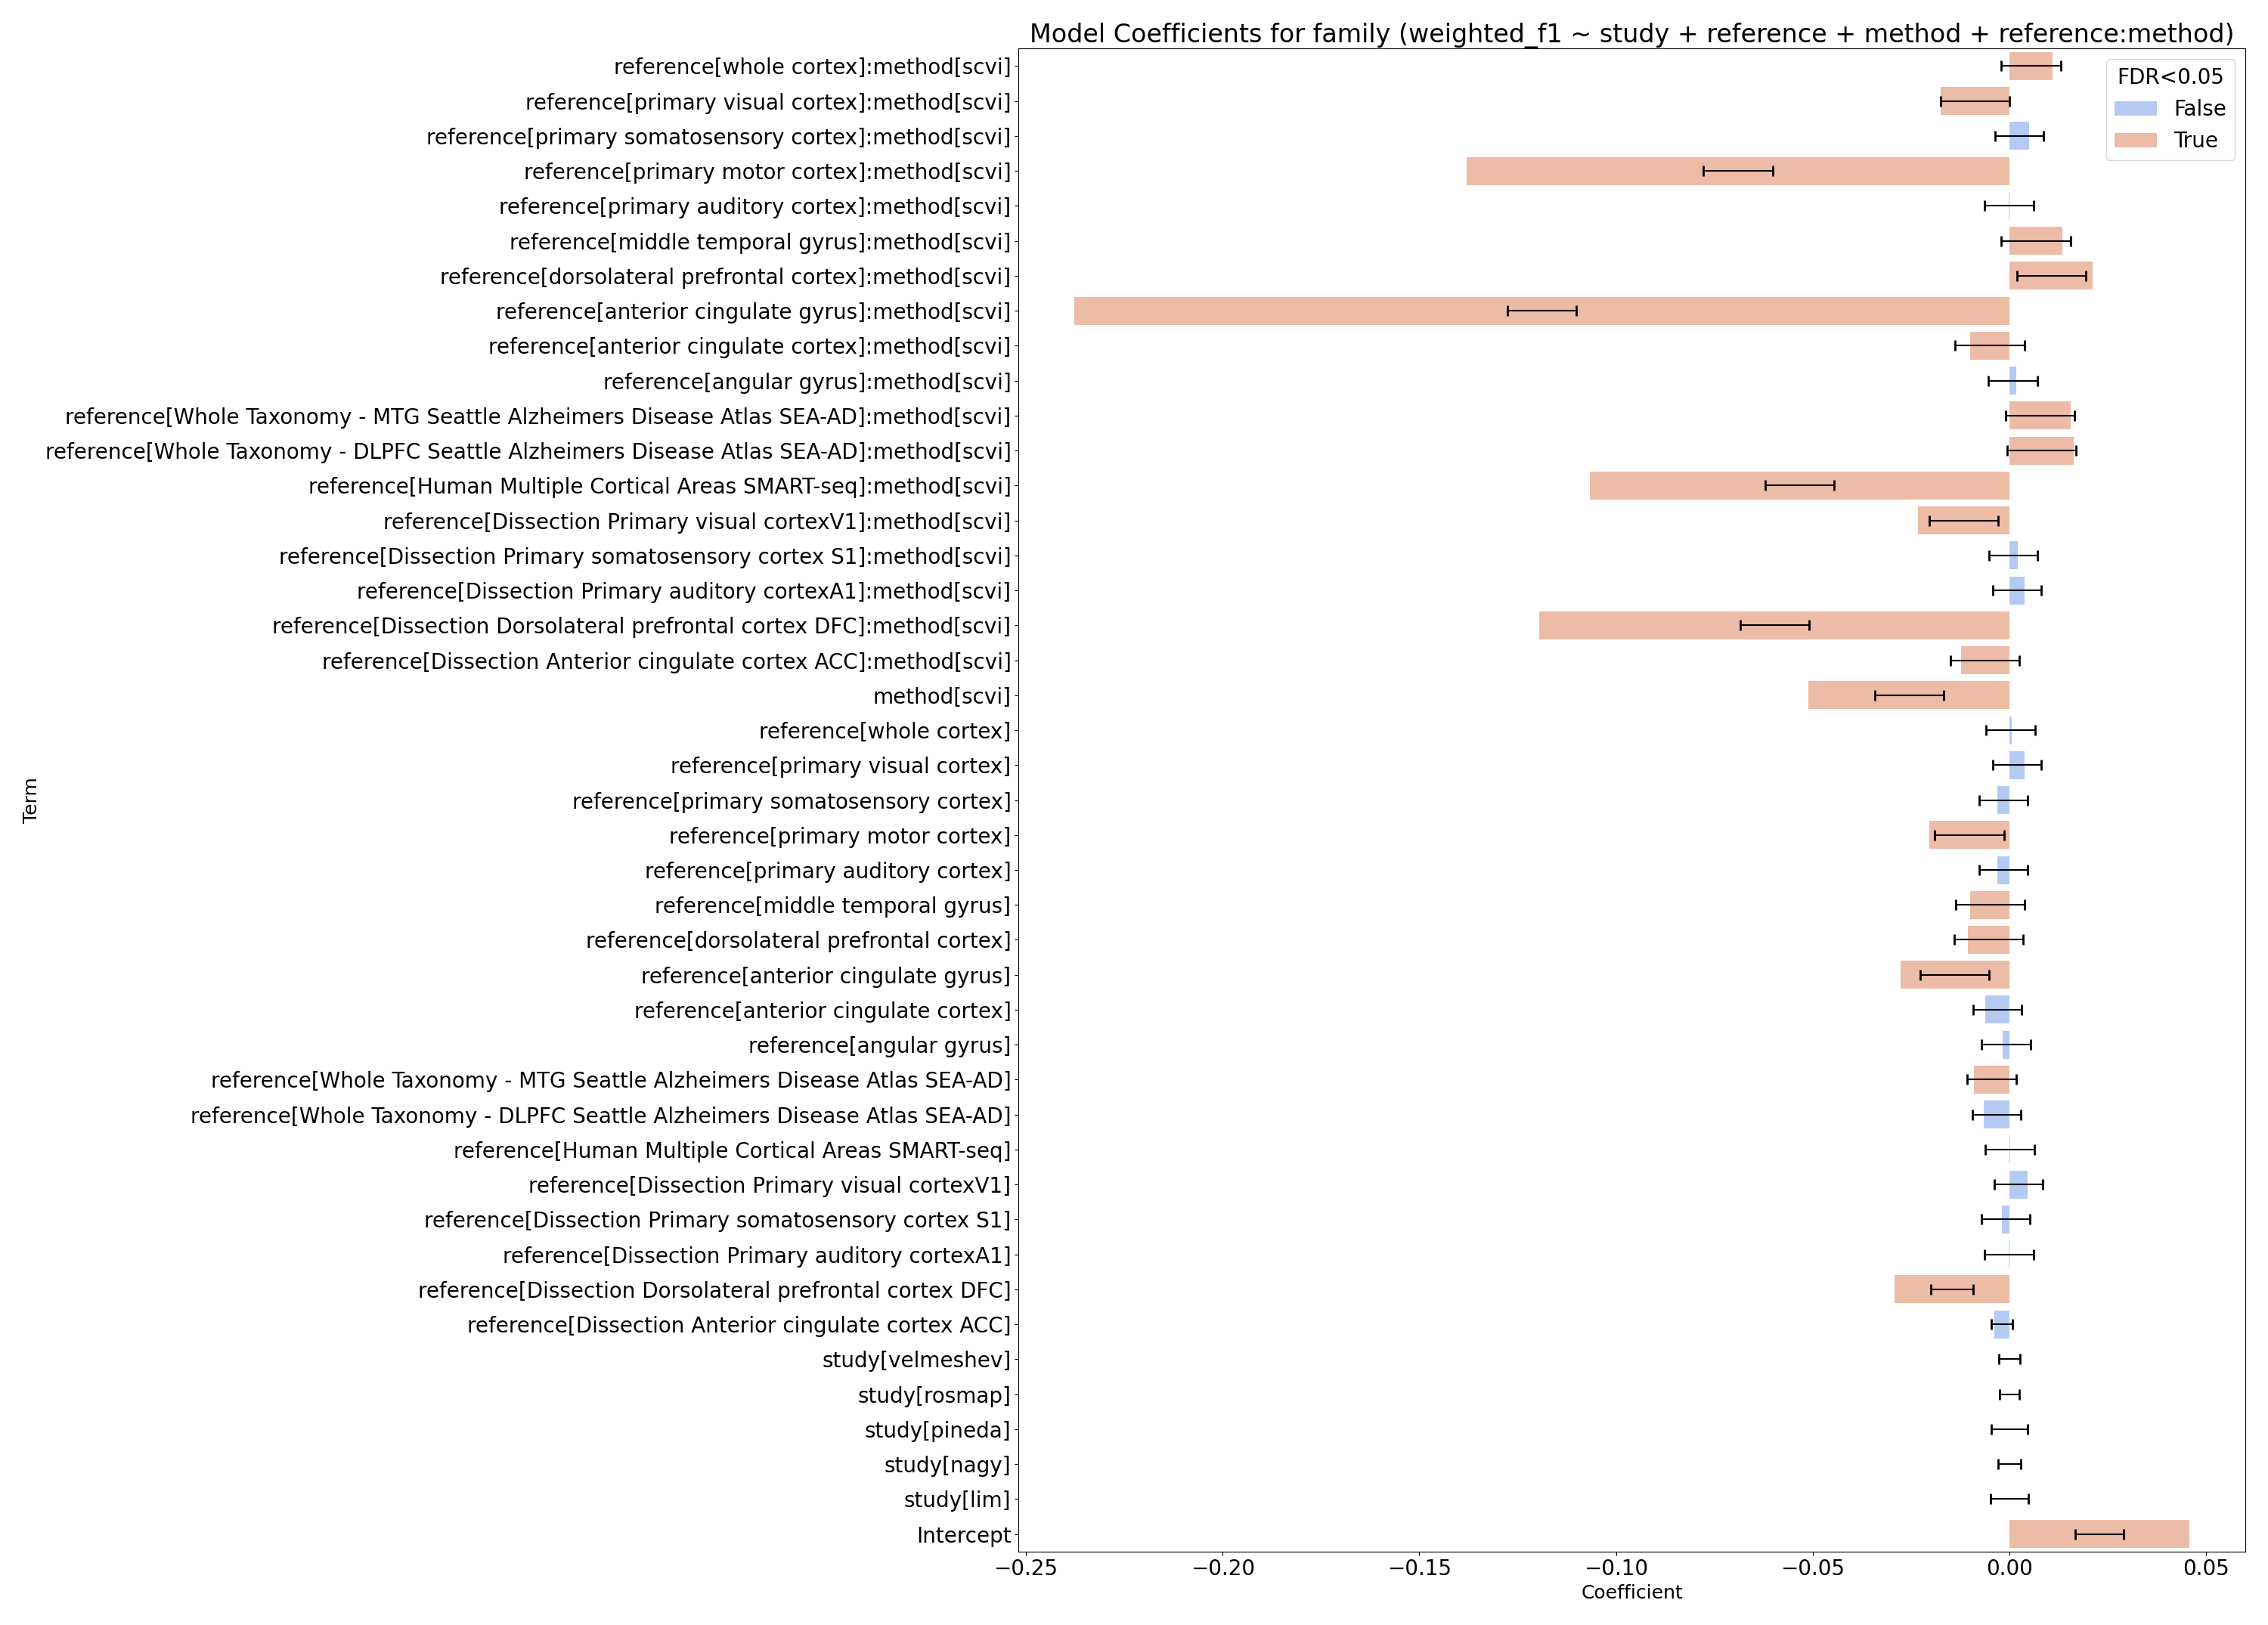 Model Coefficients for family (weighted_f1 ~ study + reference + method + reference:method)
reference[whole cortex]:method[scvi]
reference[primary visual cortex]:method[scvi]
reference[primary somatosensory cortex]:method[scvi]
reference[primary motor cortex]:method[scvi]
reference[primary auditory cortex]:method[scvi]
reference[middle temporal gyrus]:method[scvi]
reference[dorsolateral prefrontal cortex]:method[scvi]
reference[anterior cingulate gyrus]:method[scvi]
reference[anterior cingulate cortex]:method[scvi]
reference[angular gyrus]:method[scvi]
reference[Whole Taxonomy - MTG Seattle Alzheimers Disease Atlas SEA-AD]:method[scvi]
reference[Whole Taxonomy - DLPFC Seattle Alzheimers Disease Atlas SEA-AD]:method[scvi]
reference[Human Multiple Cortical Areas SMART-seq]:method[scvi]
reference[Dissection Primary visual cortexV1]:method[scvi]
reference[Dissection Primary somatosensory cortex S1]:method[scvi]
reference[Dissection Primary auditory cortexA1]:method[scvi]
reference[Dissection Dorsolateral prefrontal cortex DFC]:method[scvi]
reference[Dissection Anterior cingulate cortex ACC]:method[scvi]
method[scvi]
reference[whole cortex]
reference[primary visual cortex]
reference[primary somatosensory cortex]
reference[primary motor cortex]
reference[primary auditory cortex]
reference[middle temporal gyrus]
reference[dorsolateral prefrontal cortex]
reference[anterior cingulate gyrus]
reference[anterior cingulate cortex]
reference[angular gyrus]
reference[Whole Taxonomy - MTG Seattle Alzheimers Disease Atlas SEA-AD]
reference[Whole Taxonomy - DLPFC Seattle Alzheimers Disease Atlas SEA-AD]
reference[Human Multiple Cortical Areas SMART-seq]
reference[Dissection Primary visual cortexV1]
reference[Dissection Primary somatosensory cortex S1]
reference[Dissection Primary auditory cortexA1]
reference[Dissection Dorsolateral prefrontal cortex DFC]
reference[Dissection Anterior cingulate cortex ACC]
study[velmeshev]
study[rosmap]
study[pineda]
study[nagy]
study[lim]
Intercept
Term
FDR<0.05
False
True
−0.25 −0.20 −0.15 −0.10 −0.05 0.00 0.05
Coefficient